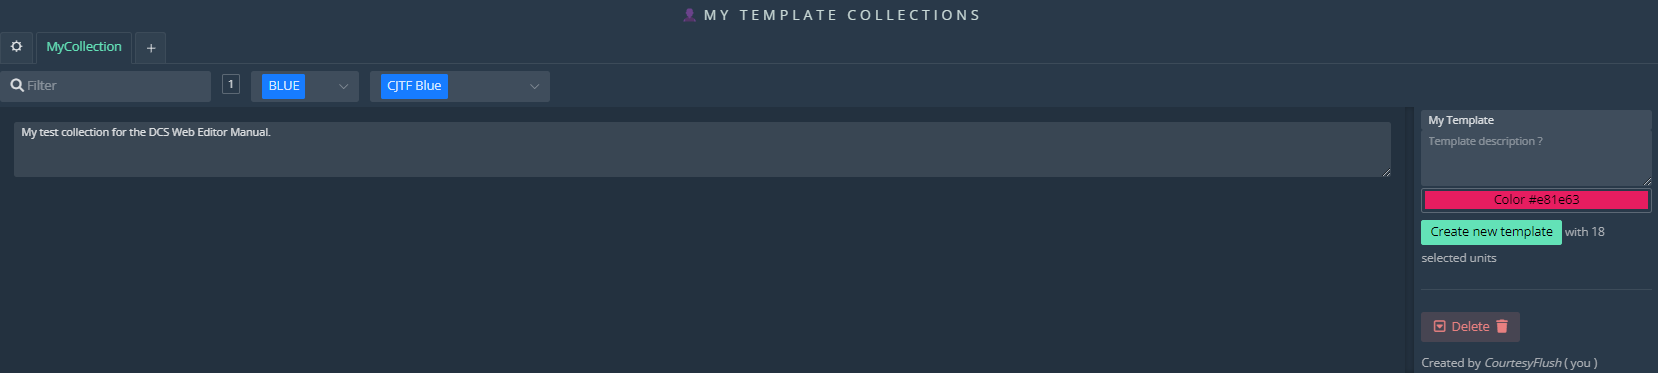 MY TEMPLATE COLLECTIONS
MyCollection +
Filter 1 BLUE CJTF Blue
My test collection for the DCS Web Editor Manual.
My Template
Template description ?
Color #e81e63
Create new template with 18
selected units
Delete
Created by CourtesyFlush ( you )